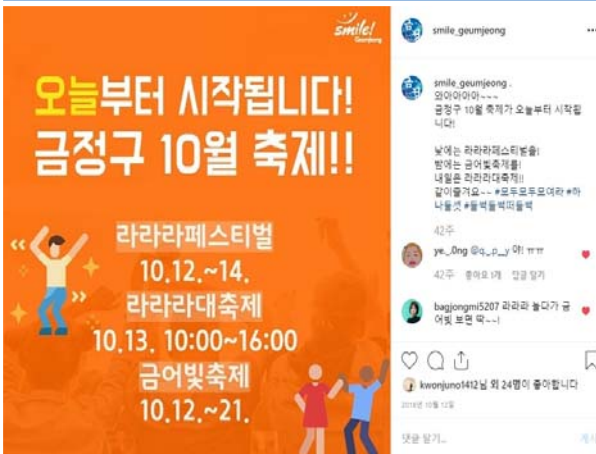 smile!
Geumjeong
오늘부터 시작됩니다!
금정구 10월 축제!!
라라라페스티벌
10.12.~14.
라라라대축제
10.13. 10:00~16:00
금어빛축제
10.12.~21.
smile_geumjeong
smile_geumjeong .
와아아아아~~~
금정구 10월 축제가 오늘부터 시작됩
니다!
낮에는 라라라페스티벌을!
밤에는 금어빛축제를!
내일은 라라라대축제!!
같이즐겨요~~ #모두모두모여라 #하
나둘셋 #들썩들썩떠들썩
42주
ye._.0ng @q._.p__y 야! ㅠㅠ
42주 좋아요 1개 답글 달기
bagjongmi5207 라라라 놀다가 금
어빛 보면 딱~~!
kwonjuno1412님 외 24명이 좋아합니다
2018년 10월 12일
댓글 달기...
게시